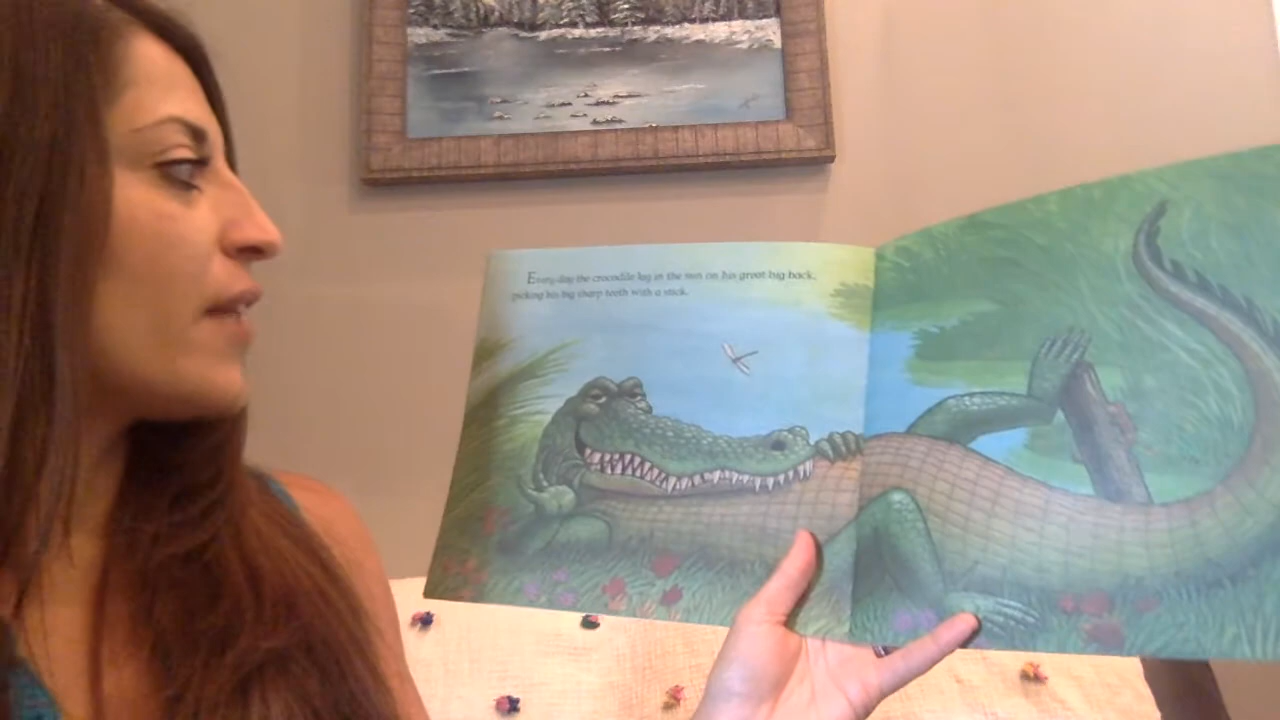 Every day the crocodile lay in the sun on his great big back,
picking his big sharp teeth with a stick.